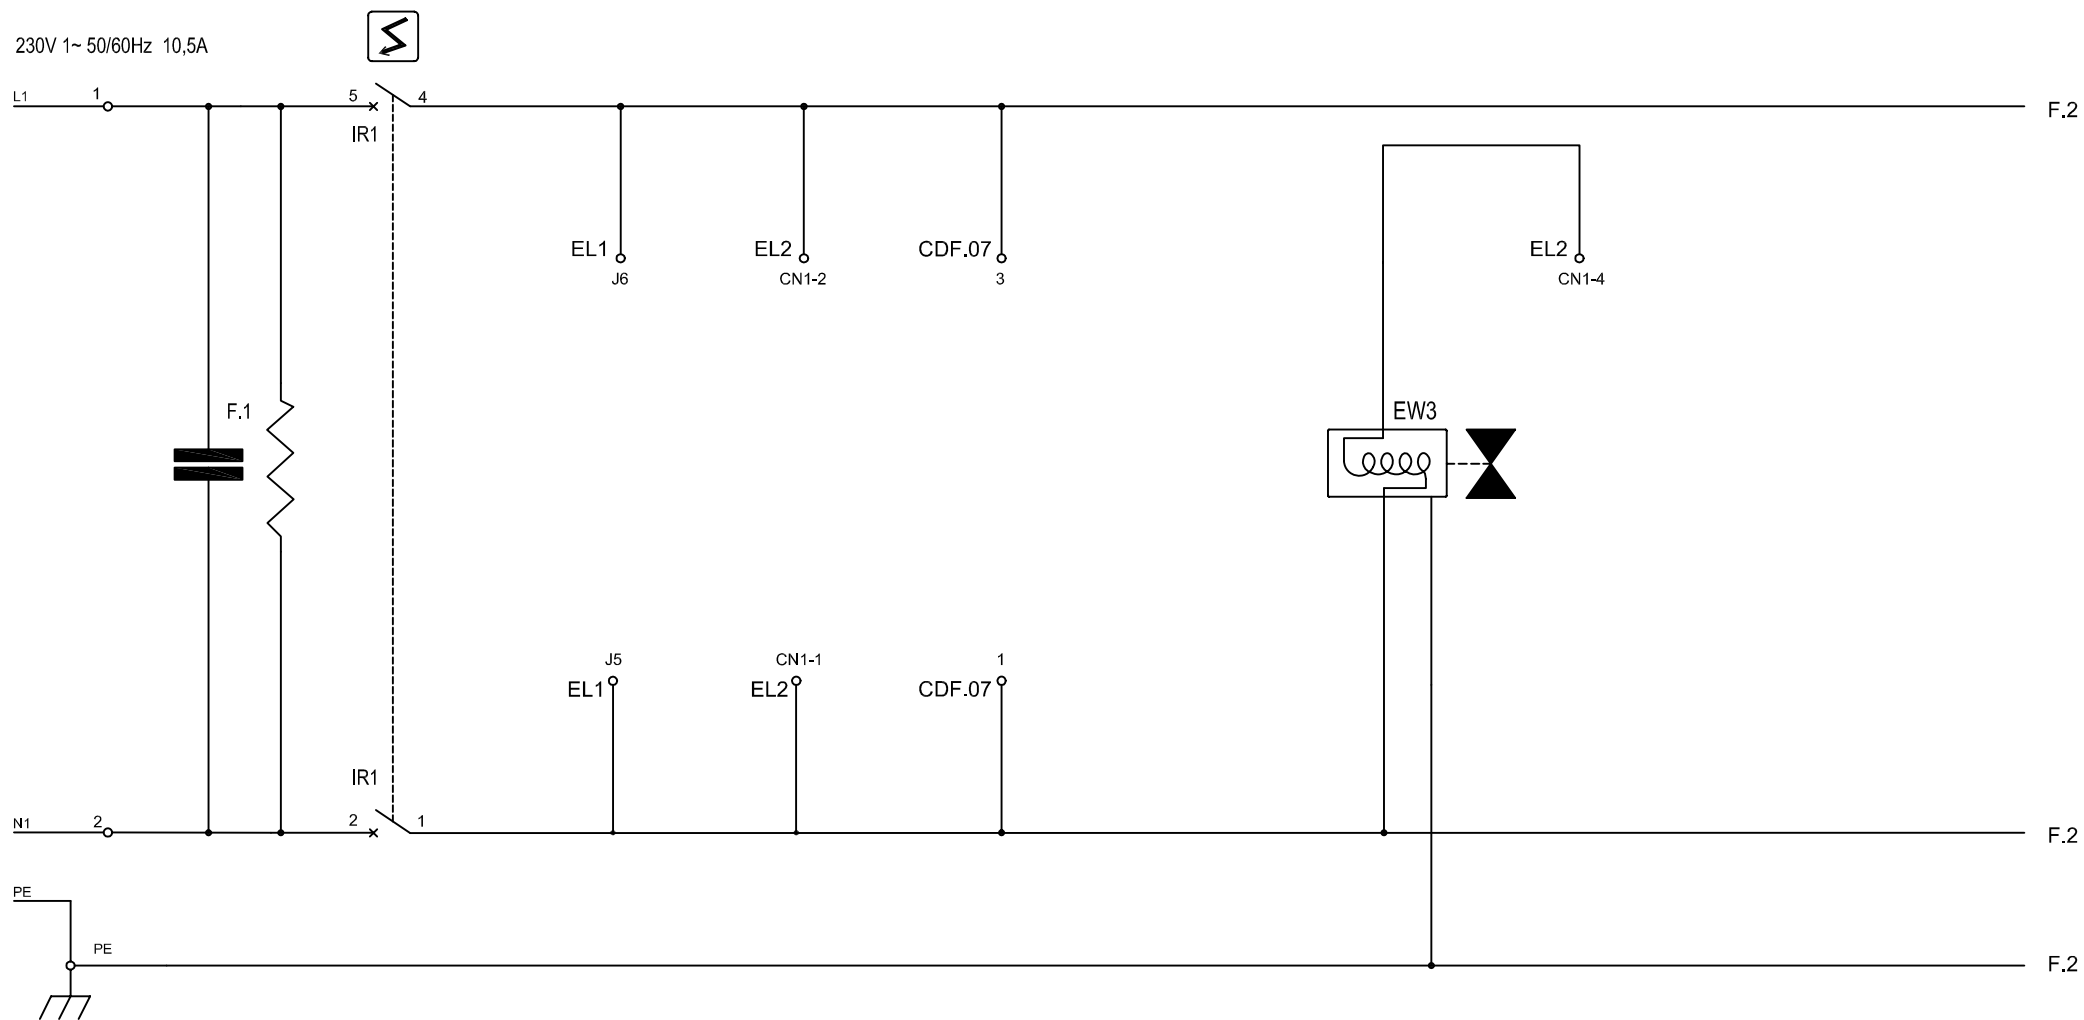 230V 1~ 50/60Hz 10,5A
L1 1 5 4 F.2
IR1
EL1 EL2 CDF.07 EL2
J6 CN1-2 3 CN1-4
F.1 EW3
J5 CN1-1 1
EL1 EL2 CDF.07
IR1
N1 2 2 1 F.2
PE
PE F.2